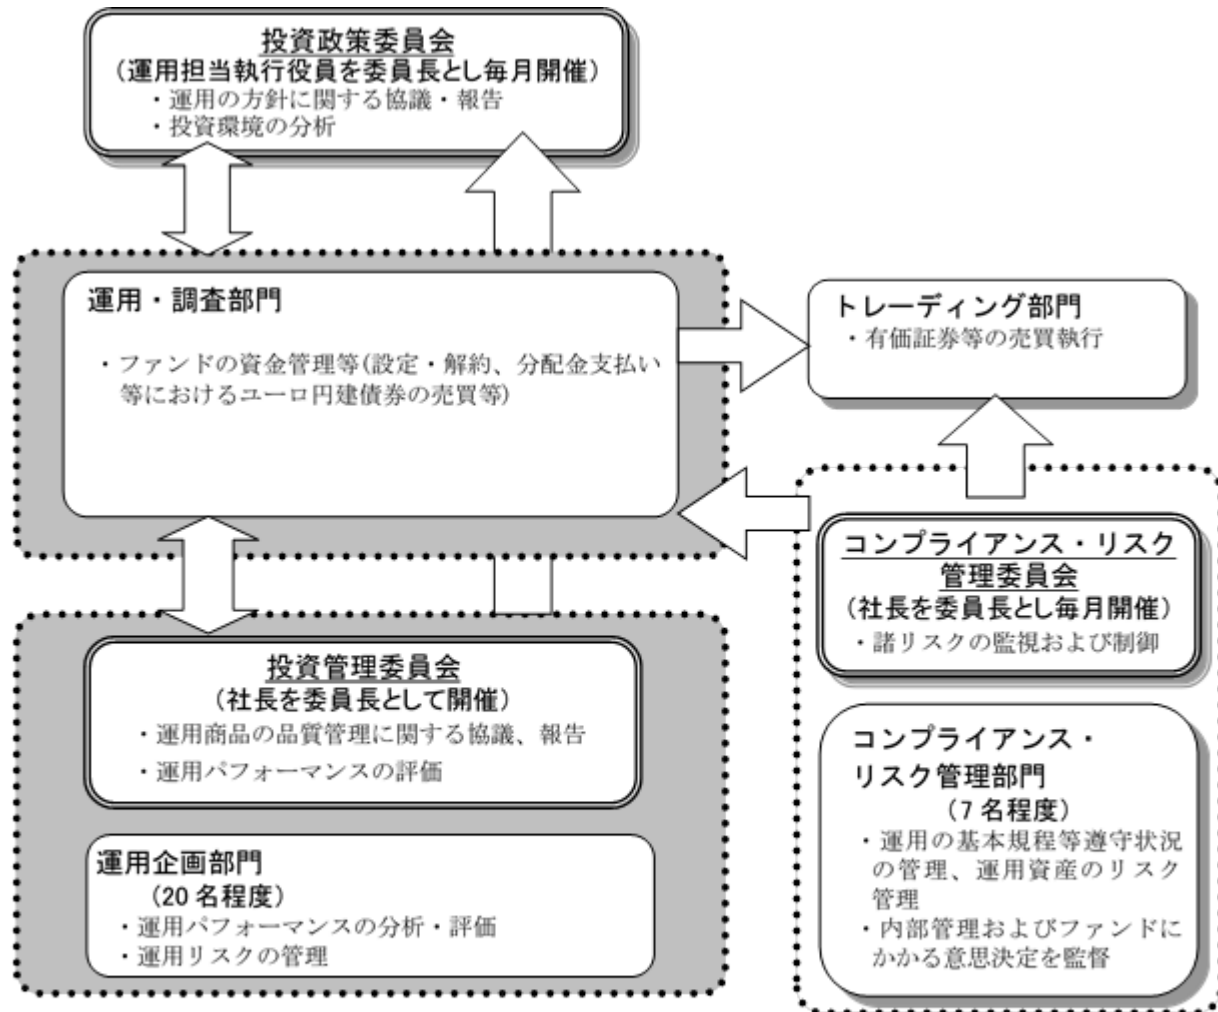 投資政策委員会
(運用担当執行役員を委員長とし毎月開催)
・運用の方針に関する協議・報告
・投資環境の分析
運用・調査部門
・ファンドの資金管理等(設定・解約、分配金支払い
等におけるユーロ円建債券の売買等)
トレーディング部門
・有価証券等の売買執行
投資管理委員会
(社長を委員長として開催)
・運用商品の品質管理に関する協議、報告
・運用パフォーマンスの評価
運用企画部門
(20 名程度)
・運用パフォーマンスの分析・評価
・運用リスクの管理
コンプライアンス・リスク
管理委員会
(社長を委員長とし毎月開催)
・諸リスクの監視および制御
コンプライアンス・
リスク管理部門
(7 名程度)
・運用の基本規程等遵守状況
の管理、運用資産のリスク
管理
・内部管理およびファンドに
かかる意思決定を監督